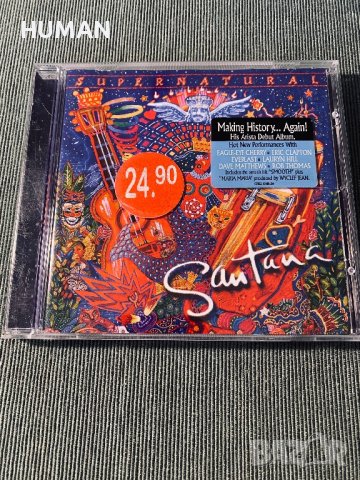 HUMAN
SUPERNATURAL
Making History... Again!
His Arista Debut Album.
Hot New Performances With
EAGLE-EYE CHERRY • ERIC CLAPTON
EVERLAST • LAURYN HILL
DAVE MATTHEWS • ROB THOMAS
Includes the smash hit "SMOOTH" plus
"MARIA MARIA" produced by WYCLEF JEAN.
24.90
Santana
BAZAR